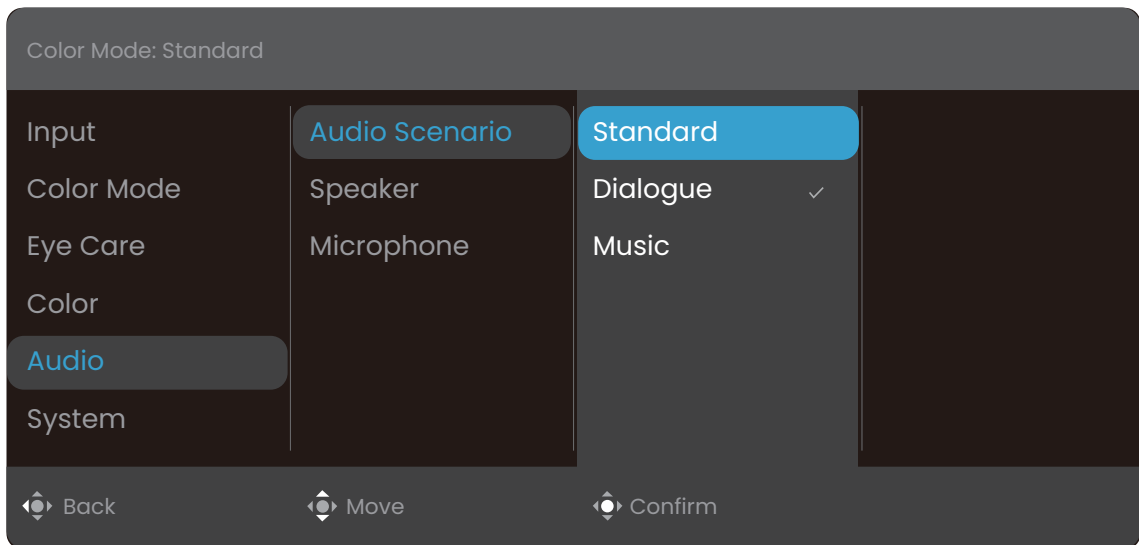 Color Mode: Standard
Input
Color Mode
Eye Care
Color
Audio
System
Audio Scenario
Speaker
Microphone
Standard
Dialogue
Music
Back
Move
Confirm